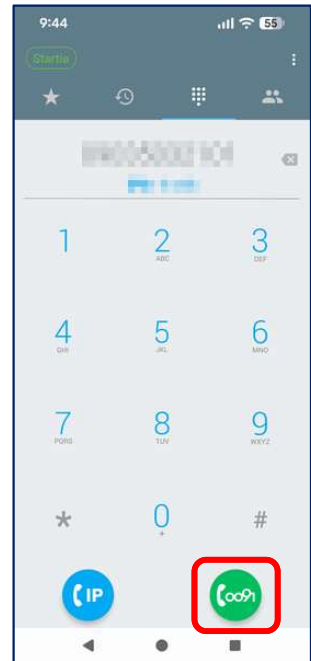 9:44 55
Startia
1 2 3
ABC DEF
4 5 6
GHI JKL MNO
7 8 9
PQRS TUV WXYZ
* 0 #
+
IP 0091